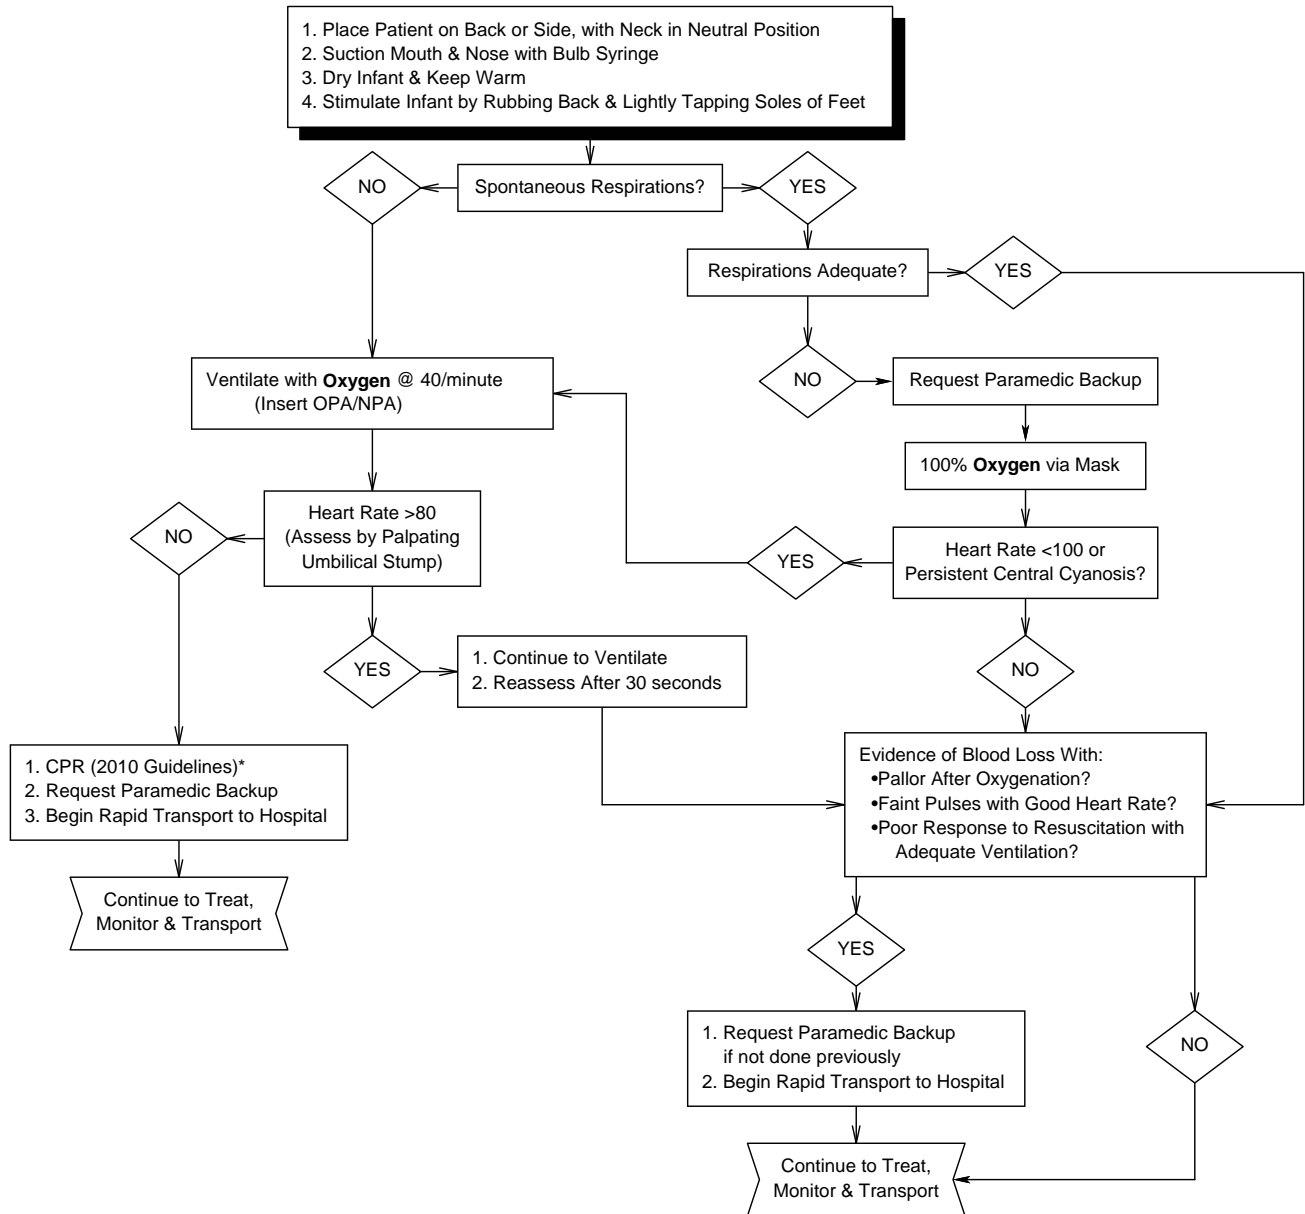 1. Place Patient on Back or Side, with Neck in Neutral Position
2. Suction Mouth & Nose with Bulb Syringe
3. Dry Infant & Keep Warm
4. Stimulate Infant by Rubbing Back & Lightly Tapping Soles of Feet
NO
Spontaneous Respirations?
YES
Respirations Adequate?
YES
NO
Request Paramedic Backup
Ventilate with Oxygen @ 40/minute
(Insert OPA/NPA)
100% Oxygen via Mask
NO
Heart Rate >80
(Assess by Palpating
Umbilical Stump)
YES
Heart Rate <100 or
Persistent Central Cyanosis?
YES
1. Continue to Ventilate
2. Reassess After 30 seconds
NO
1. CPR (2010 Guidelines)*
2. Request Paramedic Backup
3. Begin Rapid Transport to Hospital
Evidence of Blood Loss With:
•Pallor After Oxygenation?
•Faint Pulses with Good Heart Rate?
•Poor Response to Resuscitation with
Adequate Ventilation?
Continue to Treat,
Monitor & Transport
YES
NO
1. Request Paramedic Backup
if not done previously
2. Begin Rapid Transport to Hospital
Continue to Treat,
Monitor & Transport